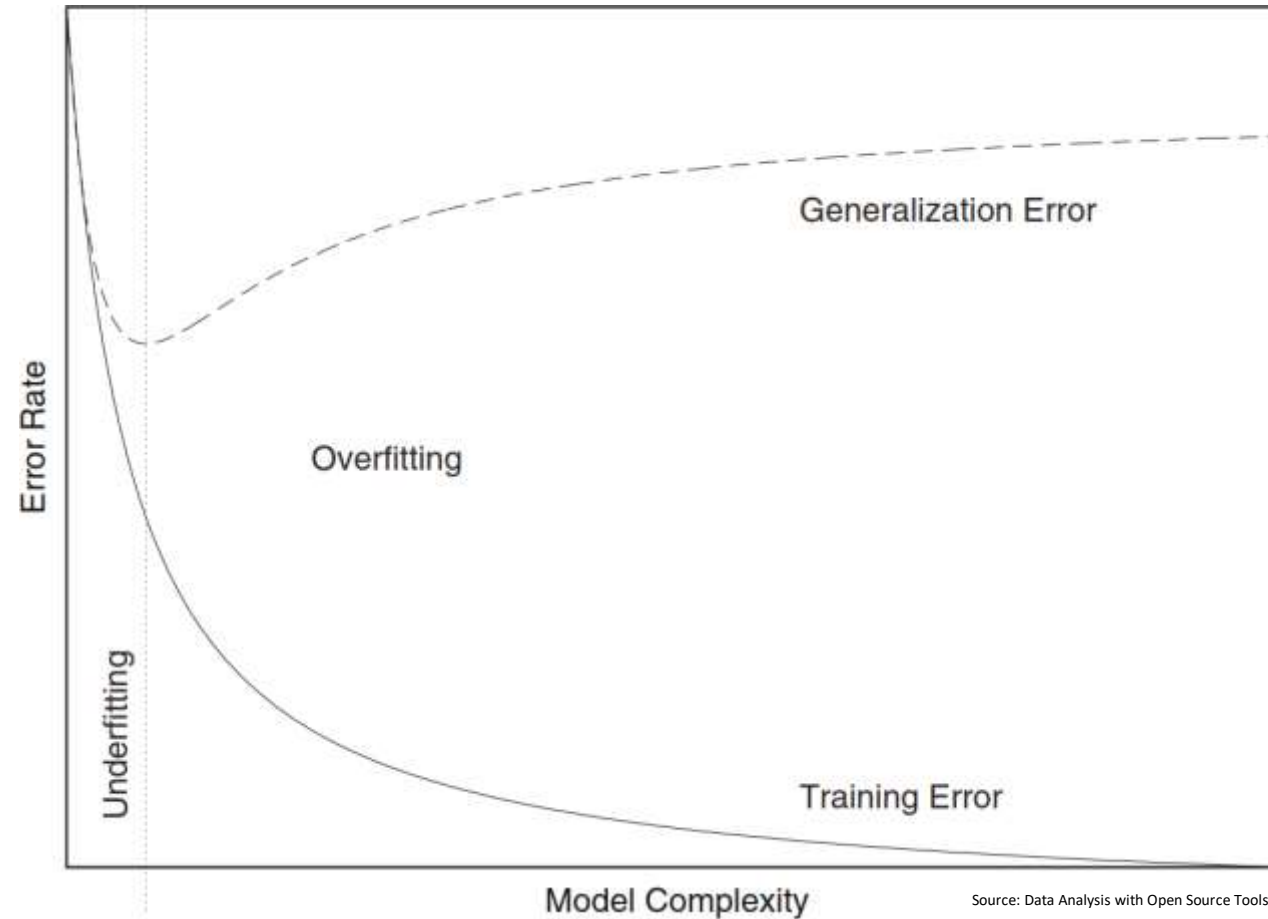 Generalization Error
Error Rate
Overfitting
Underfitting
Training Error
Model Complexity
Source: Data Analysis with Open Source Tools